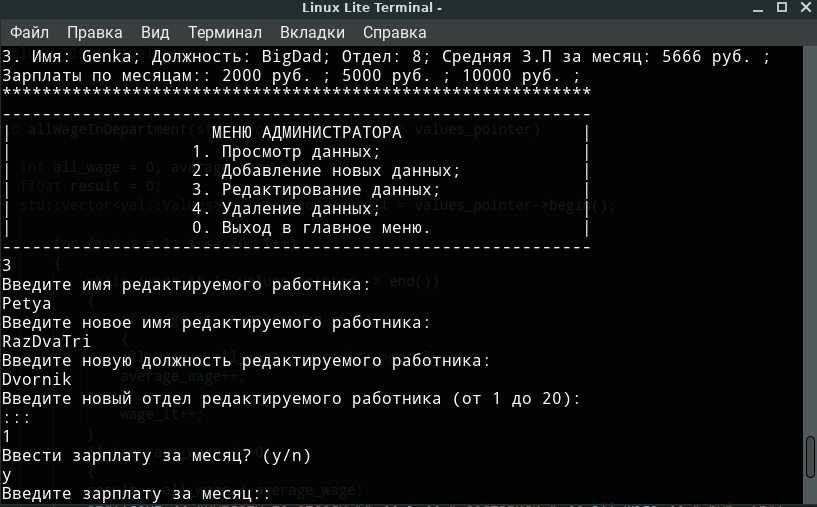 Linux Lite Terminal -
Файл Правка Вид Терминал Вкладки Справка
3. Имя: Genka; Должность: BigDad; Отдел: 8; Средняя З.П за месяц: 5666 руб. ;
Зарплаты по месяцам:: 2000 руб. ; 5000 руб. ; 10000 руб. ;
***********************************************************
-----------------------------------------------------------
| МЕНЮ АДМИНИСТРАТОРА |
| 1. Просмотр данных; |
| 2. Добавление новых данных; |
| 3. Редактирование данных; |
| 4. Удаление данных; |
| 0. Выход в главное меню. |
-----------------------------------------------------------
3
Введите имя редактируемого работника:
Petya
Введите новое имя редактируемого работника:
RazDvaTri
Введите новую должность редактируемого работника:
Dvornik
Введите новый отдел редактируемого работника (от 1 до 20):
:::
1
Ввести зарплату за месяц? (y/n)
y
Введите зарплату за месяц::